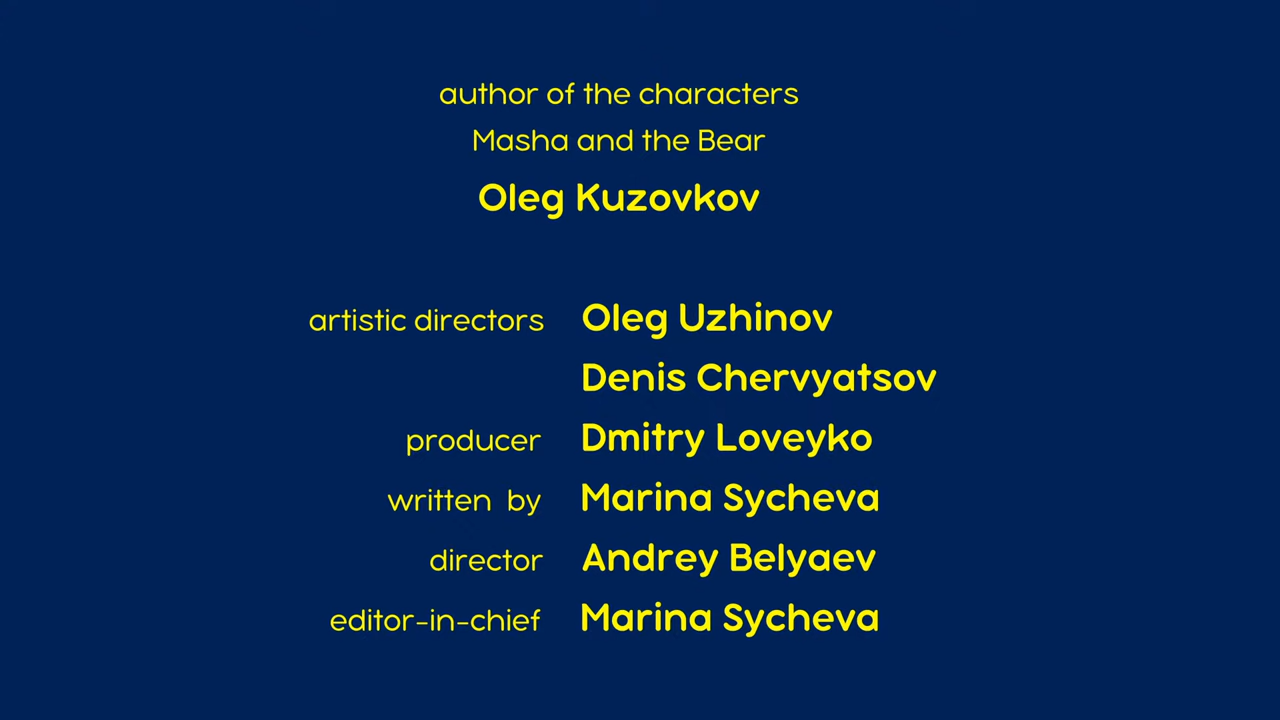 author of the characters
Masha and the Bear
Oleg Kuzovkov
artistic directors Oleg Uzhinov
Denis Chervyatsov
producer Dmitry Loveyko
written by Marina Sycheva
director Andrey Belyaev
editor-in-chief Marina Sycheva